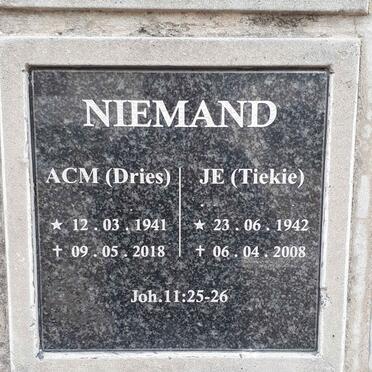 NIEMAND
ACM (Dries) | JE (Tiekie)
★ 12 . 03 . 1941 ★ 23 . 06 . 1942
✝ 09 . 05 . 2018 ✝ 06 . 04 . 2008
Joh.11:25-26